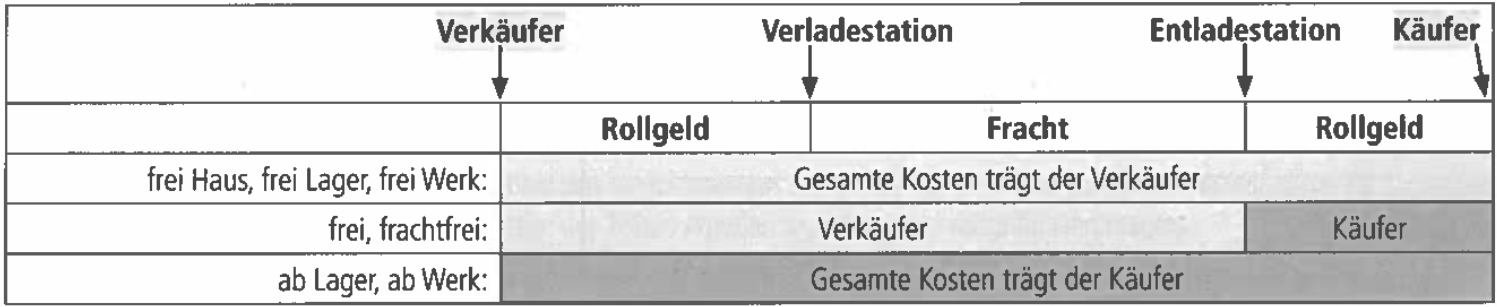 Verkäufer Verladestation Entladestation Käufer
Rollgeld Fracht Rollgeld
frei Haus, frei Lager, frei Werk: Gesamte Kosten trägt der Verkäufer
frei, frachtfrei: Verkäufer Käufer
ab Lager, ab Werk: Gesamte Kosten trägt der Käufer